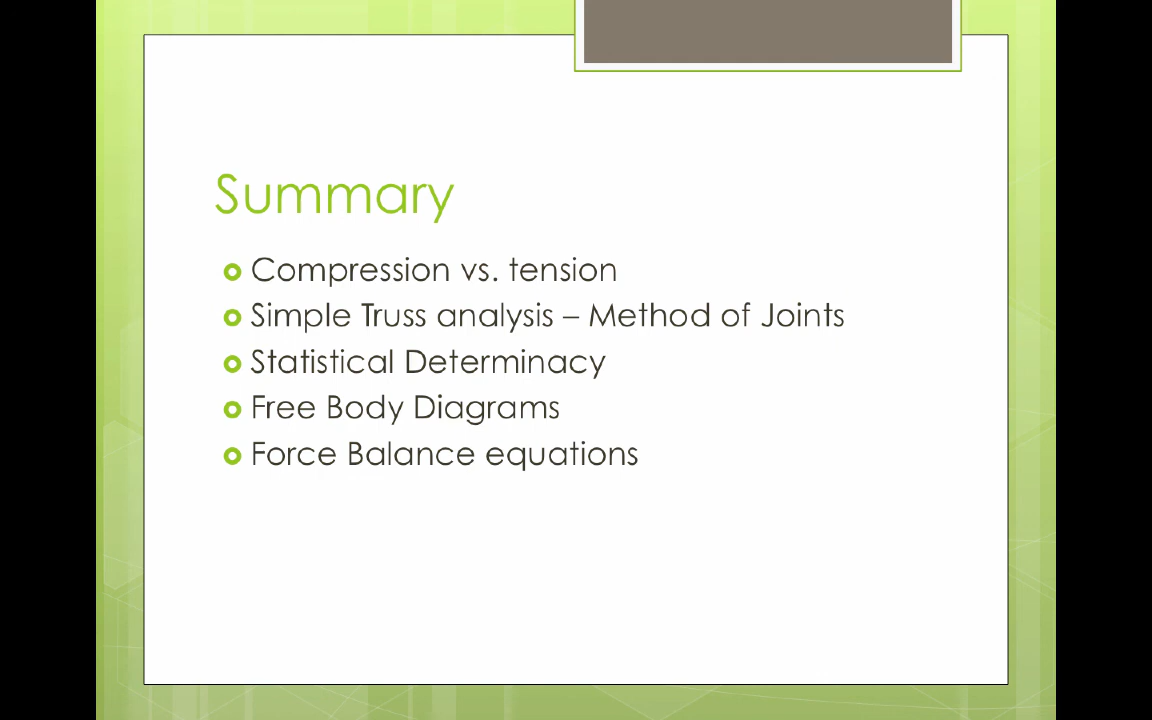 Summary
Compression vs. tension
Simple Truss analysis – Method of Joints
Statistical Determinacy
Free Body Diagrams
Force Balance equations